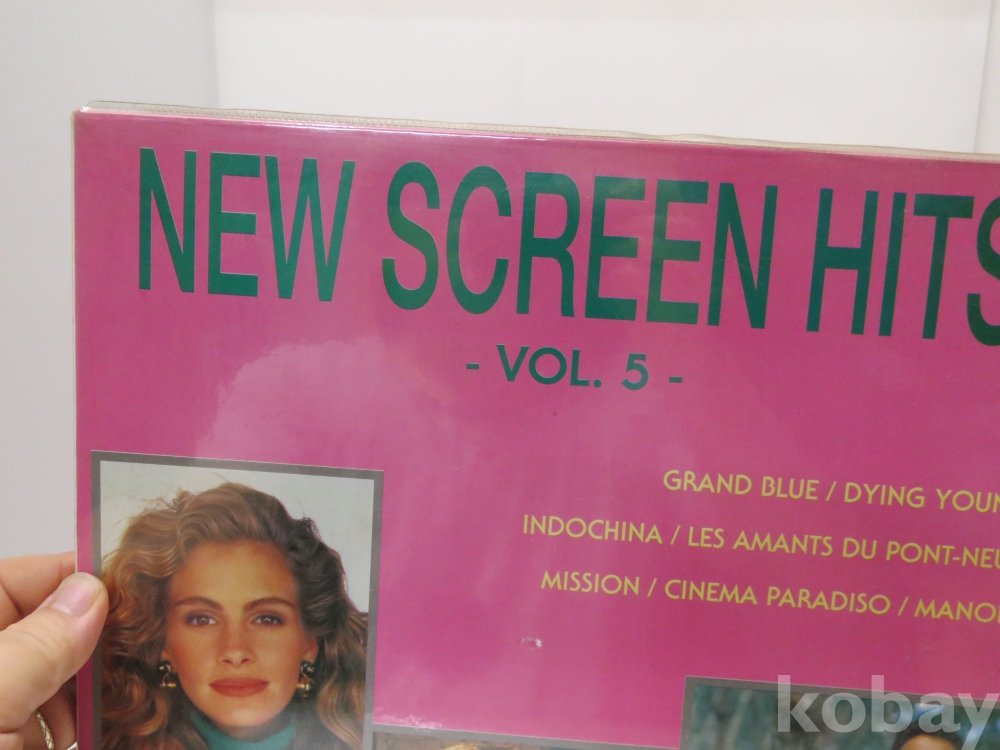 NEW SCREEN HITS
- VOL. 5 -
GRAND BLUE / DYING YOUN
INDOCHINA / LES AMANTS DU PONT-NEU
MISSION / CINEMA PARADISO / MANON
kobay